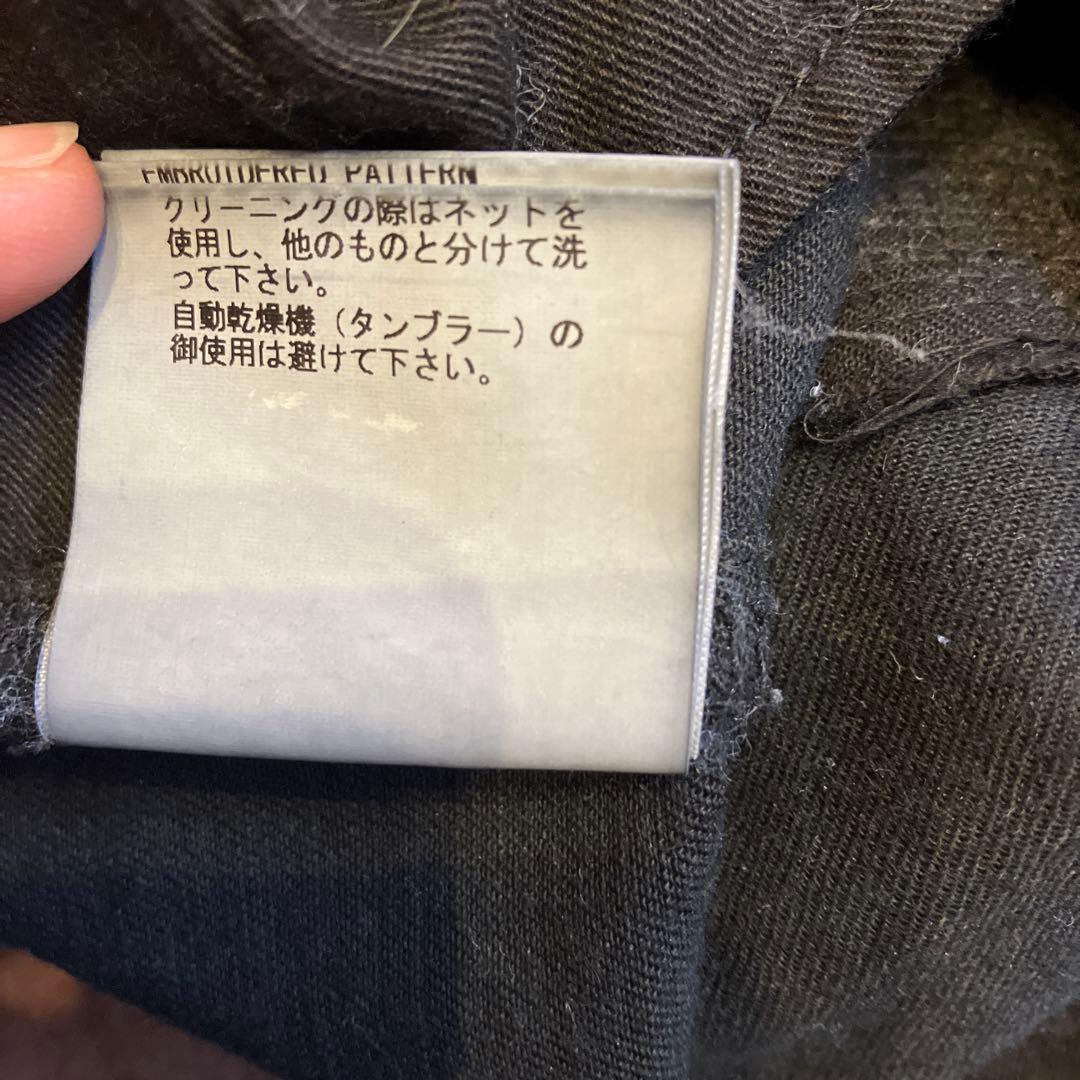 EMBROIDERED PATTERN
クリーニングの際はネットを
使用し、他のものと分けて洗
って下さい。
自動乾燥機（タンブラー）の
御使用は避けて下さい。